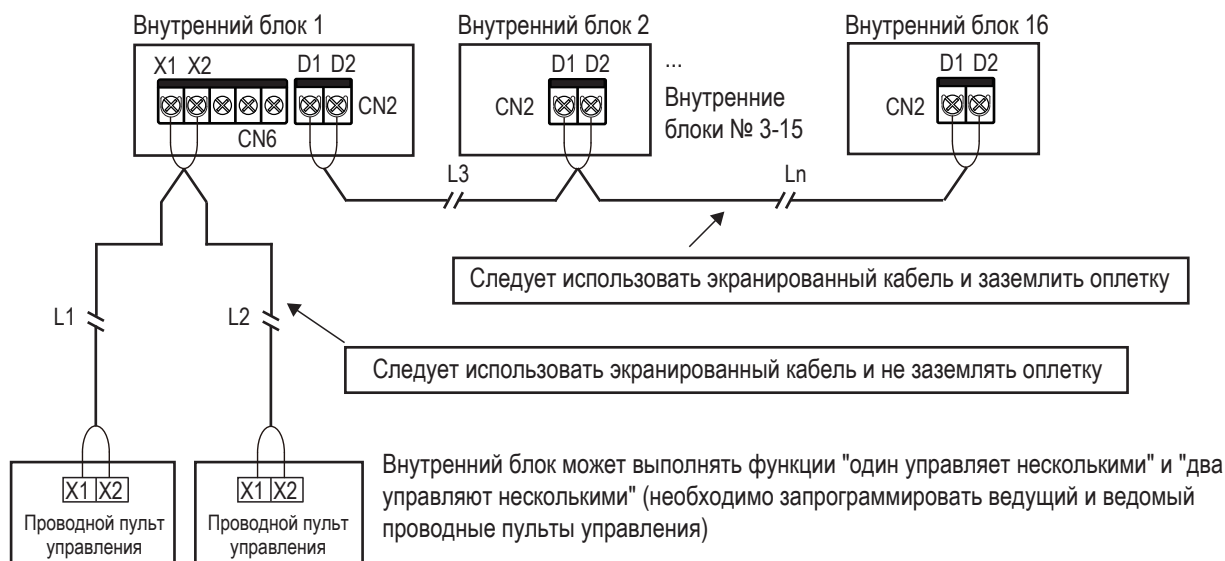 Внутренний блок 1
Внутренний блок 2
Внутренний блок 16
X1 X2
D1 D2
CN2
CN6
D1 D2
CN2
...
Внутренние
блоки № 3-15
D1 D2
CN2
L3
Ln
Следует использовать экранированный кабель и заземлить оплетку
L1
L2
Следует использовать экранированный кабель и не заземлять оплетку
X1 X2
Проводной пульт
управления
X1 X2
Проводной пульт
управления
Внутренний блок может выполнять функции "один управляет несколькими" и "два
управляют несколькими" (необходимо запрограммировать ведущий и ведомый
проводные пульты управления)